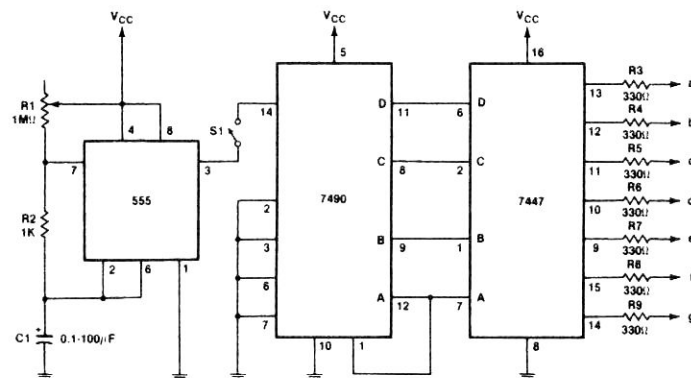 VCC
VCC
VCC
5
16
R1
1MΩ
4
8
7
555
3
S1
R2
1K
2
6
1
C1
+
0.1-100µF
14
2
3
6
7
7490
D
C
B
A
11
8
9
12
10
1
6
2
1
7
D
C
B
A
7447
8
13
R3
330Ω
a
12
R4
330Ω
b
11
R5
330Ω
10
R6
330Ω
9
R7
330Ω
e
15
R8
330Ω
14
R9
330Ω
g